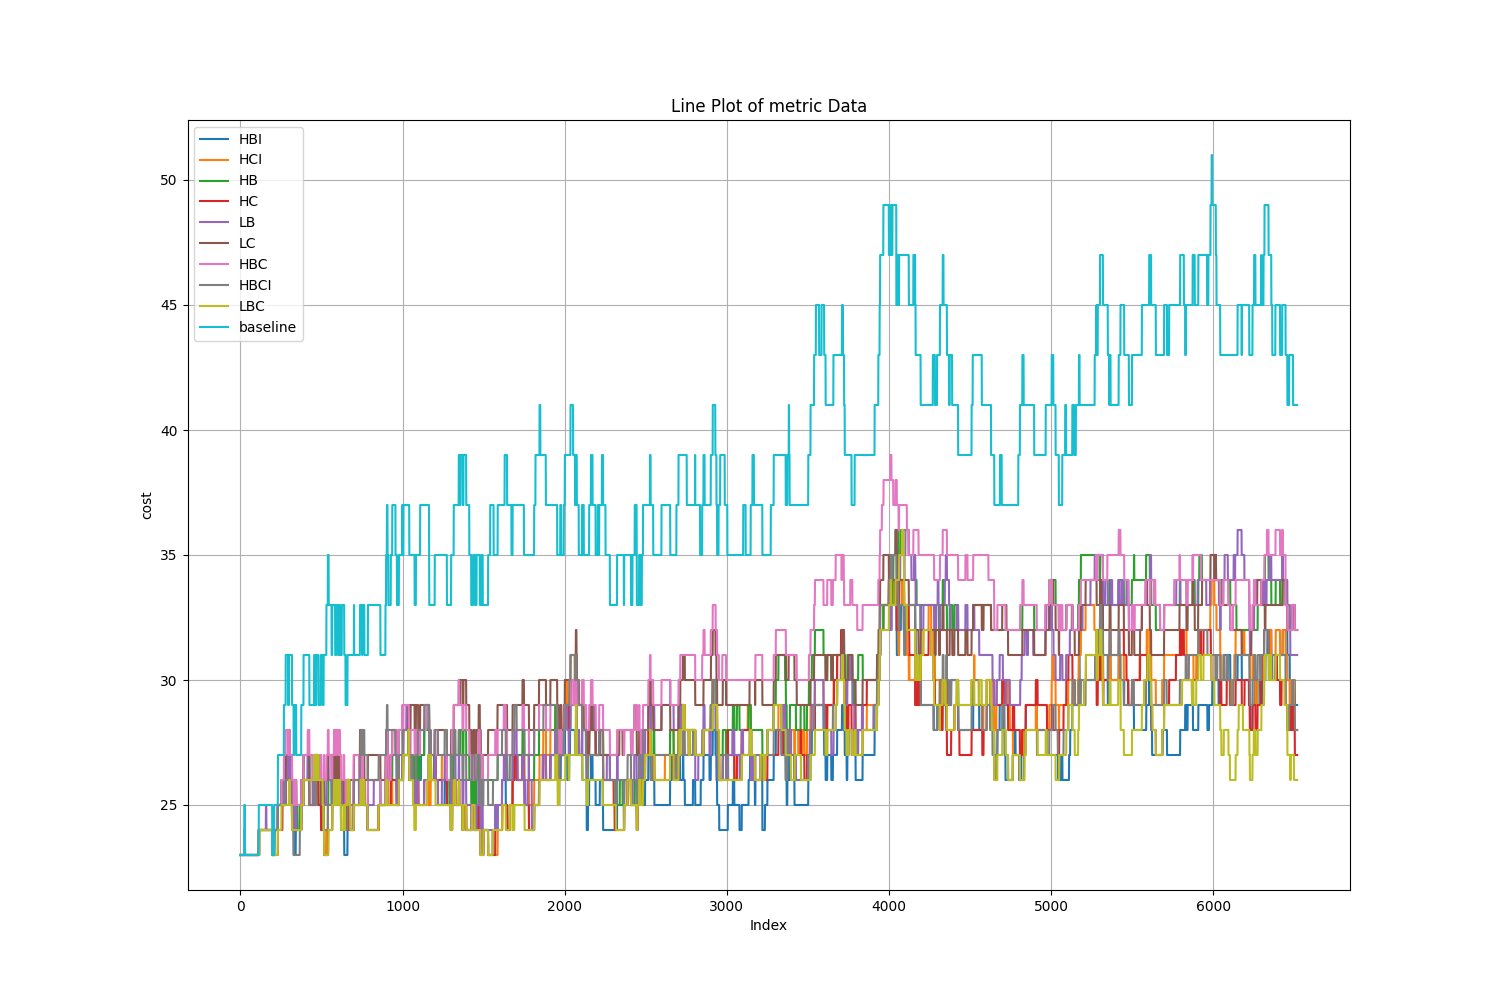 Line Plot of metric Data
HBI
HCI
HB
HC
LB
LC
HBC
HBCI
LBC
baseline
50
45
40
35
30
25
cost
0 1000 2000 3000 4000 5000 6000
Index